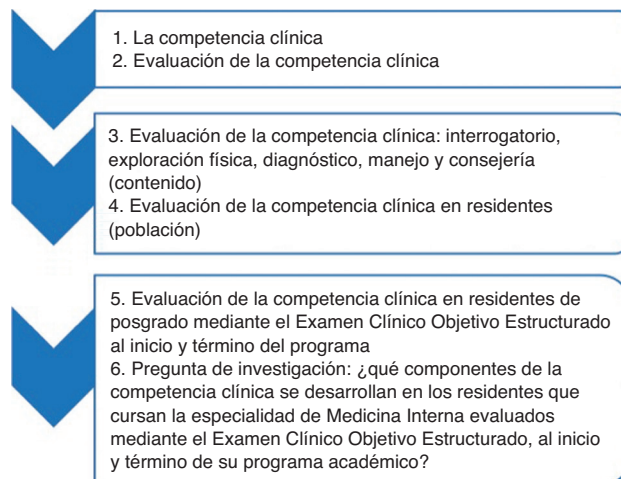 1. La competencia clínica
2. Evaluación de la competencia clínica
3. Evaluación de la competencia clínica: interrogatorio,
exploración física, diagnóstico, manejo y consejería
(contenido)
4. Evaluación de la competencia clínica en residentes
(población)
5. Evaluación de la competencia clínica en residentes de
posgrado mediante el Examen Clínico Objetivo Estructurado
al inicio y término del programa
6. Pregunta de investigación: ¿qué componentes de la
competencia clínica se desarrollan en los residentes que
cursan la especialidad de Medicina Interna evaluados
mediante el Examen Clínico Objetivo Estructurado, al inicio
y término de su programa académico?